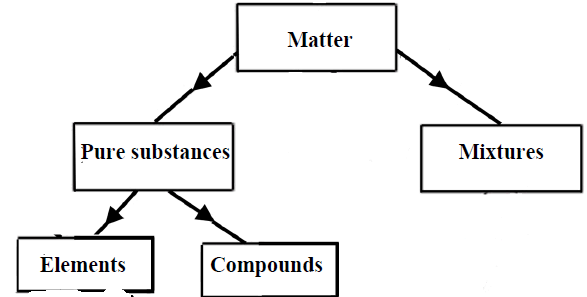 Matter
Pure substances
Mixtures
Elements
Compounds